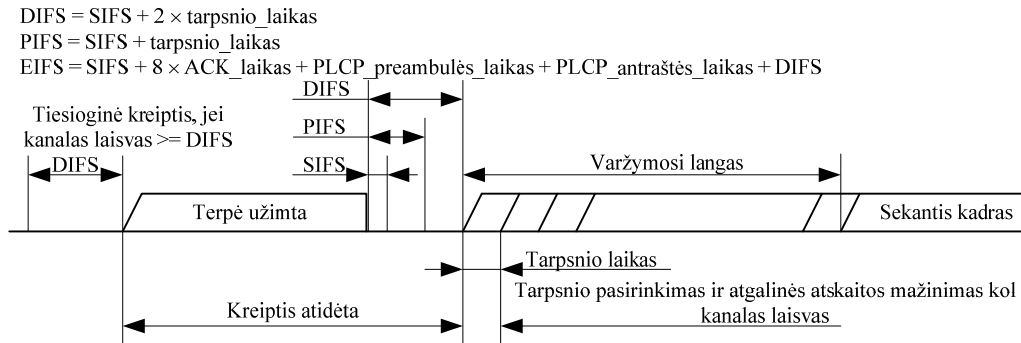 DIFS = SIFS + 2 × tarpsnio_laikas
PIFS = SIFS + tarpsnio_laikas
EIFS = SIFS + 8 × ACK_laikas + PLCP_preambulės_laikas + PLCP_antraštės_laikas + DIFS
DIFS
Tiesioginė kreiptis, jei
kanalas laisvas >= DIFS
PIFS
DIFS
SIFS
Varžymosi langas
Terpė užimta
Sekantis kadras
Tarpsnio laikas
Tarpsnio pasirinkimas ir atgalinės atskaitos mažinimas kol
kanalas laisvas
Kreiptis atidėta